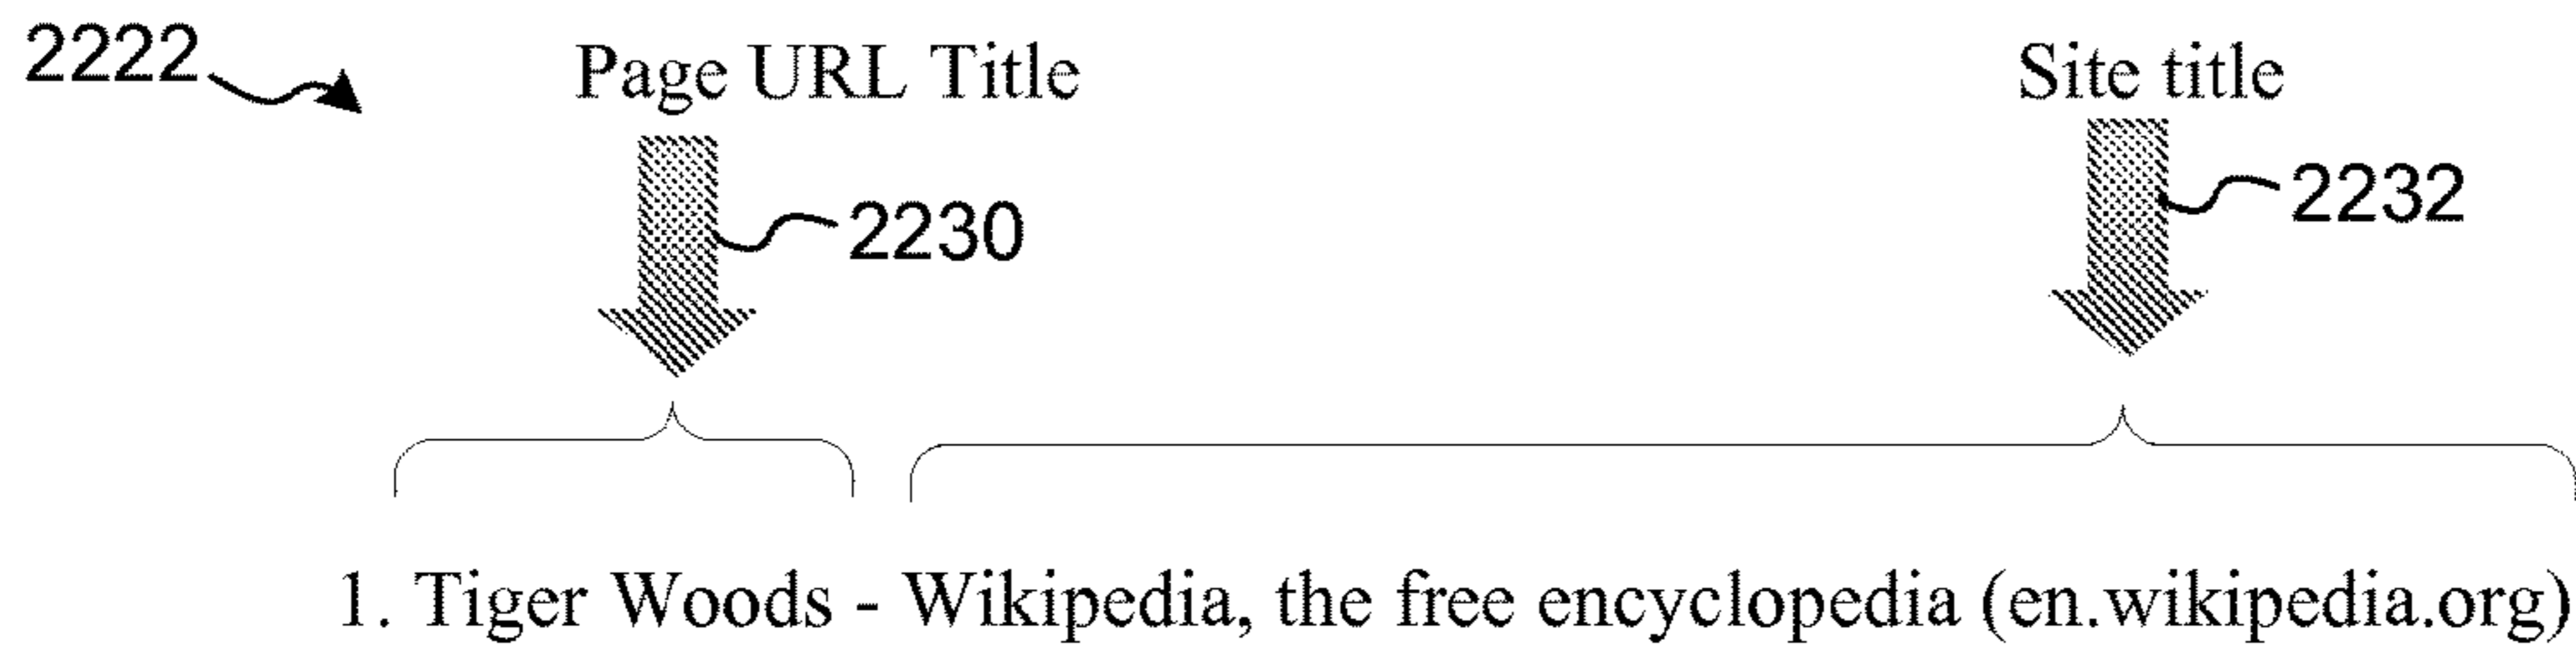 2222
Page URL Title
Site title
2230
2232
1. Tiger Woods - Wikipedia, the free encyclopedia (en.wikipedia.org)